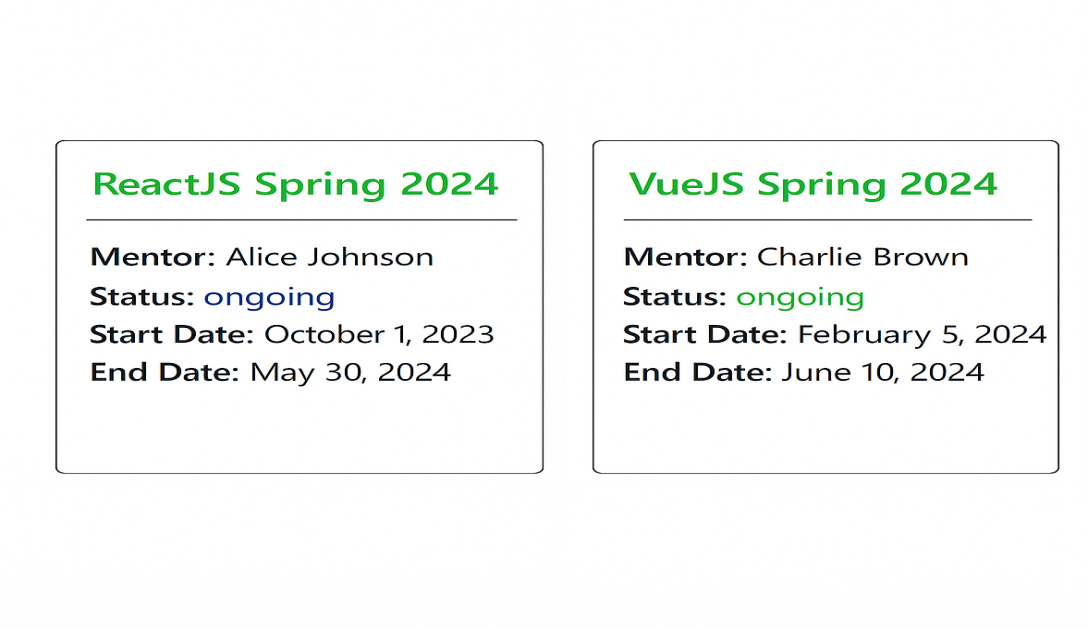 ReactJS Spring 2024
Mentor: Alice Johnson
Status: ongoing
Start Date: October 1, 2023
End Date: May 30, 2024
VueJS Spring 2024
Mentor: Charlie Brown
Status: ongoing
Start Date: February 5, 2024
End Date: June 10, 2024